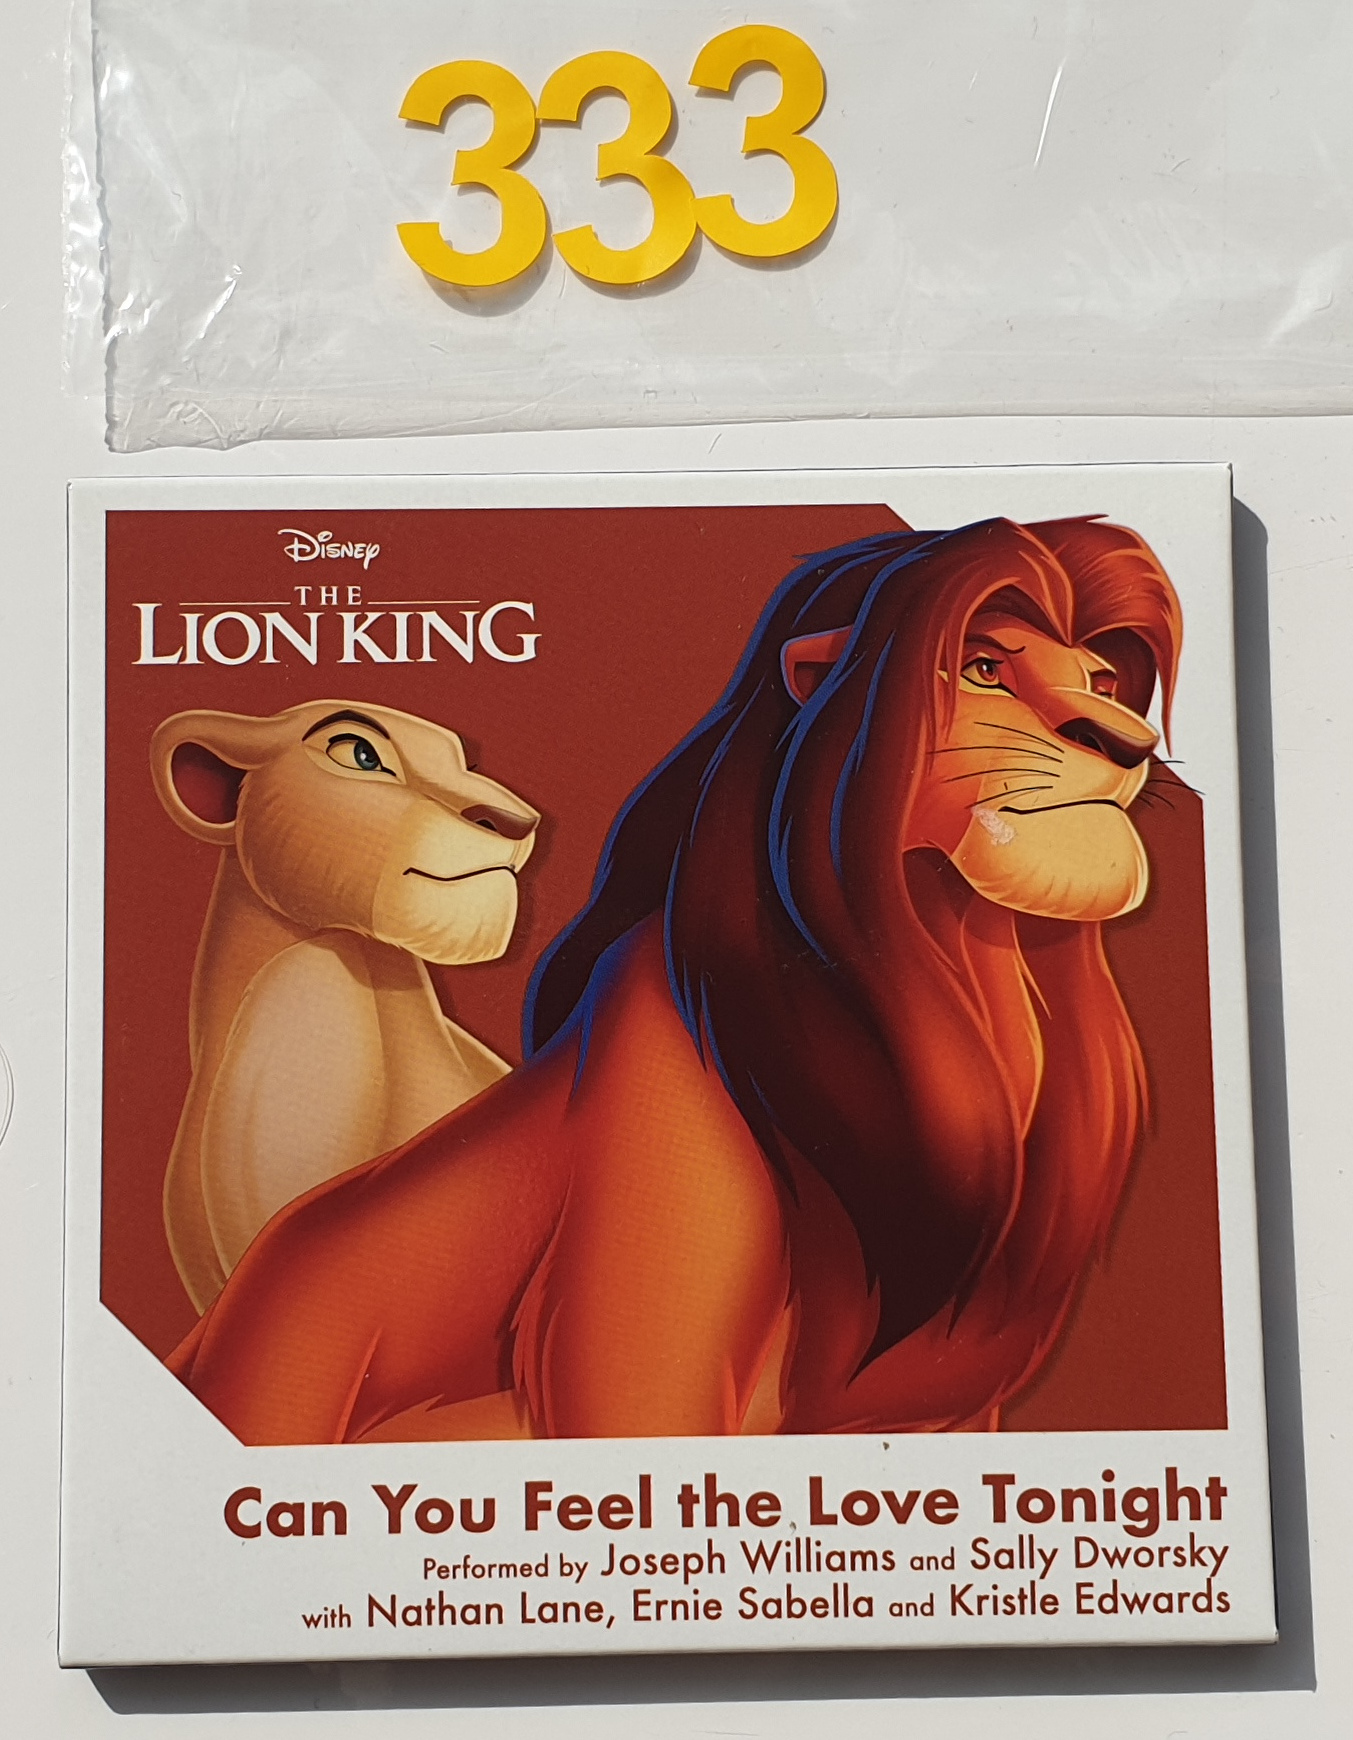 333
Disney
THE
LION KING
Can You Feel the Love Tonight
Performed by Joseph Williams and Sally Dworsky
with Nathan Lane, Ernie Sabella and Kristle Edwards